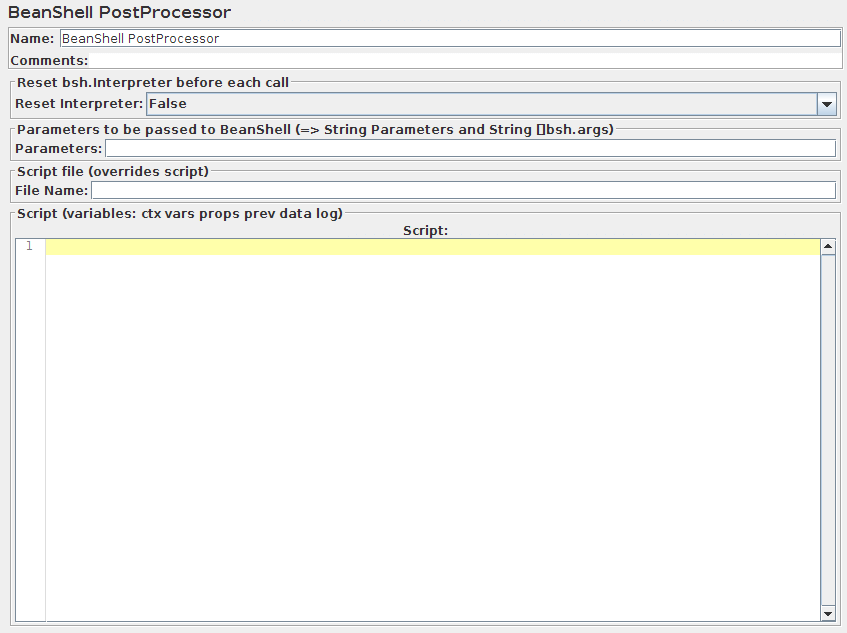 BeanShell PostProcessor
Name: BeanShell PostProcessor
Comments:
Reset bsh.Interpreter before each call
Reset Interpreter: False
Parameters to be passed to BeanShell (=> String Parameters and String []bsh.args)
Parameters:
Script file (overrides script)
File Name:
Script (variables: ctx vars props prev data log)
Script:
1